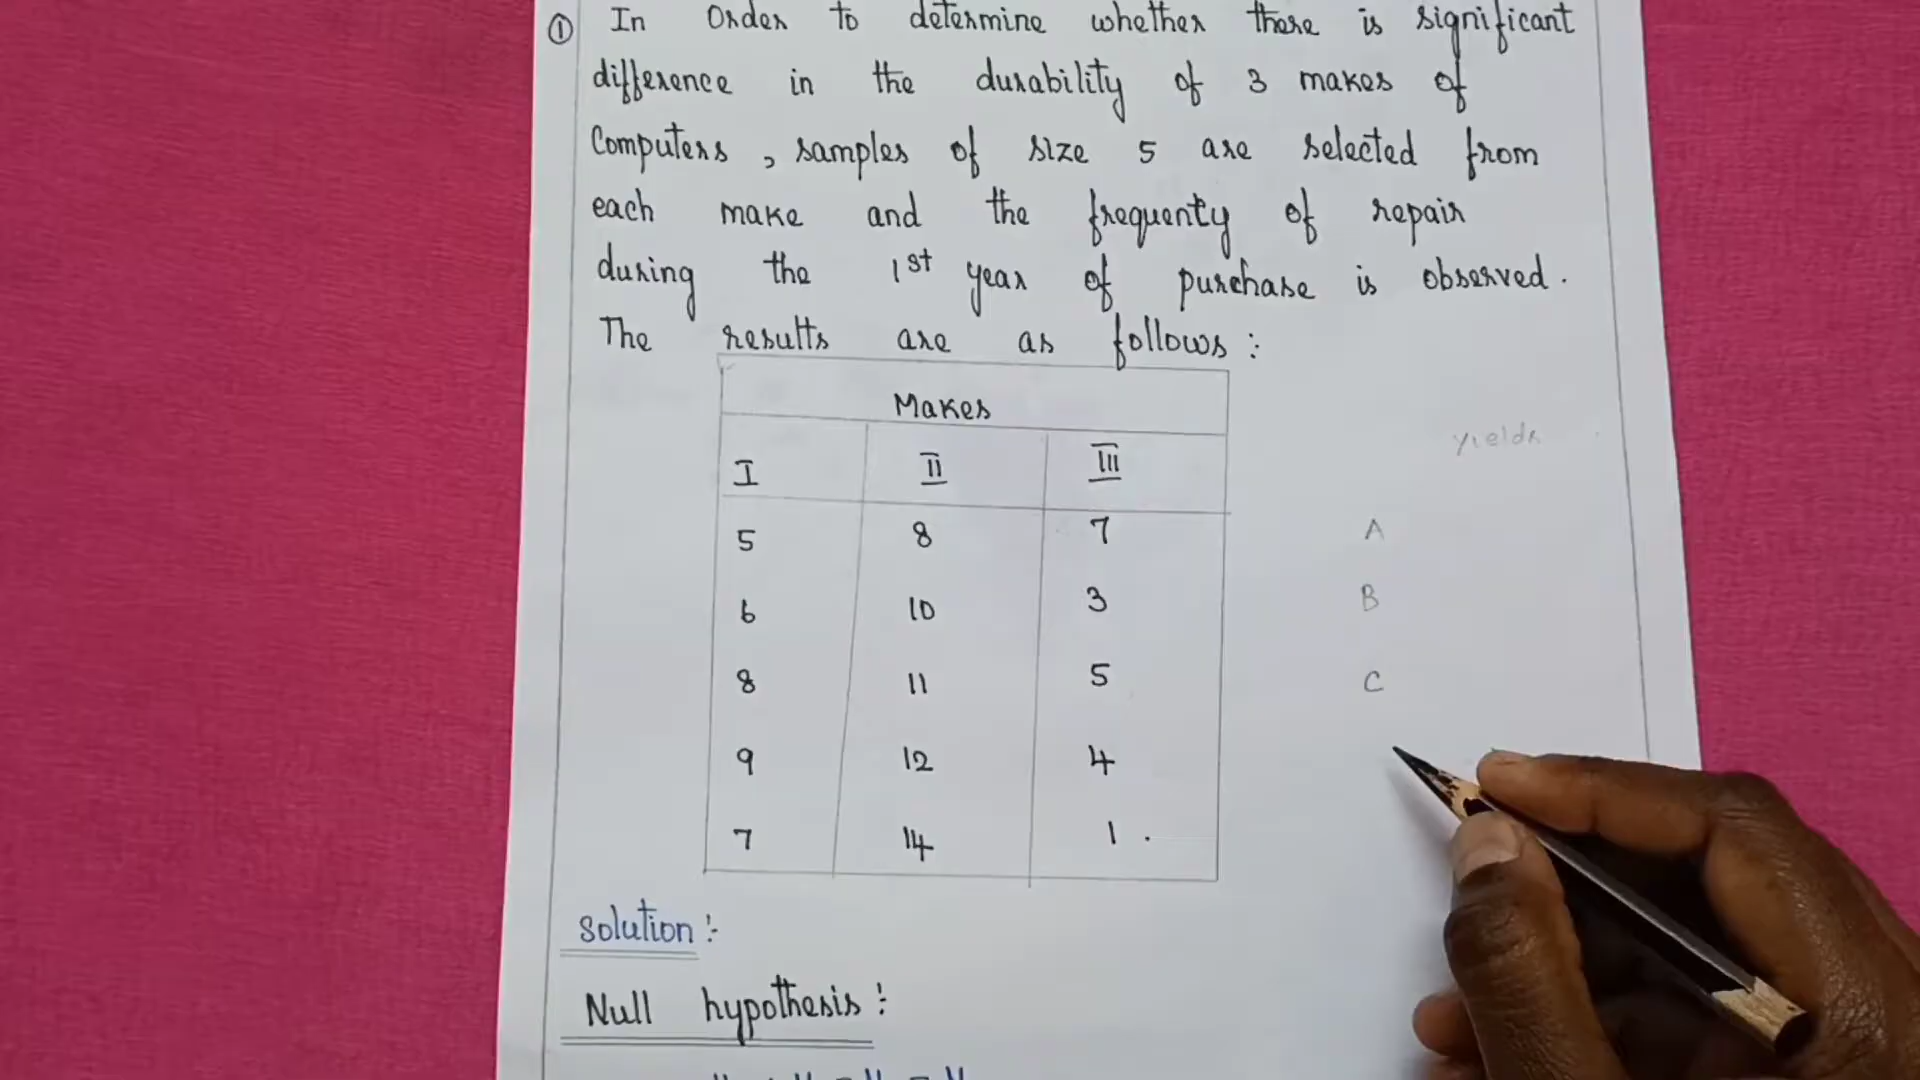 ① In Order to determine whether there is significant
difference in the durability of 3 makes of
Computers, samples of size 5 are selected from
each make and the frequenty of repair
during the 1st year of purchase is observed.
The results are as follows:
Makes
I II III
5 8 7
6 10 3
8 11 5
9 12 4
7 14 1.
yields
A
B
C
Solution:-
Null hypothesis:-